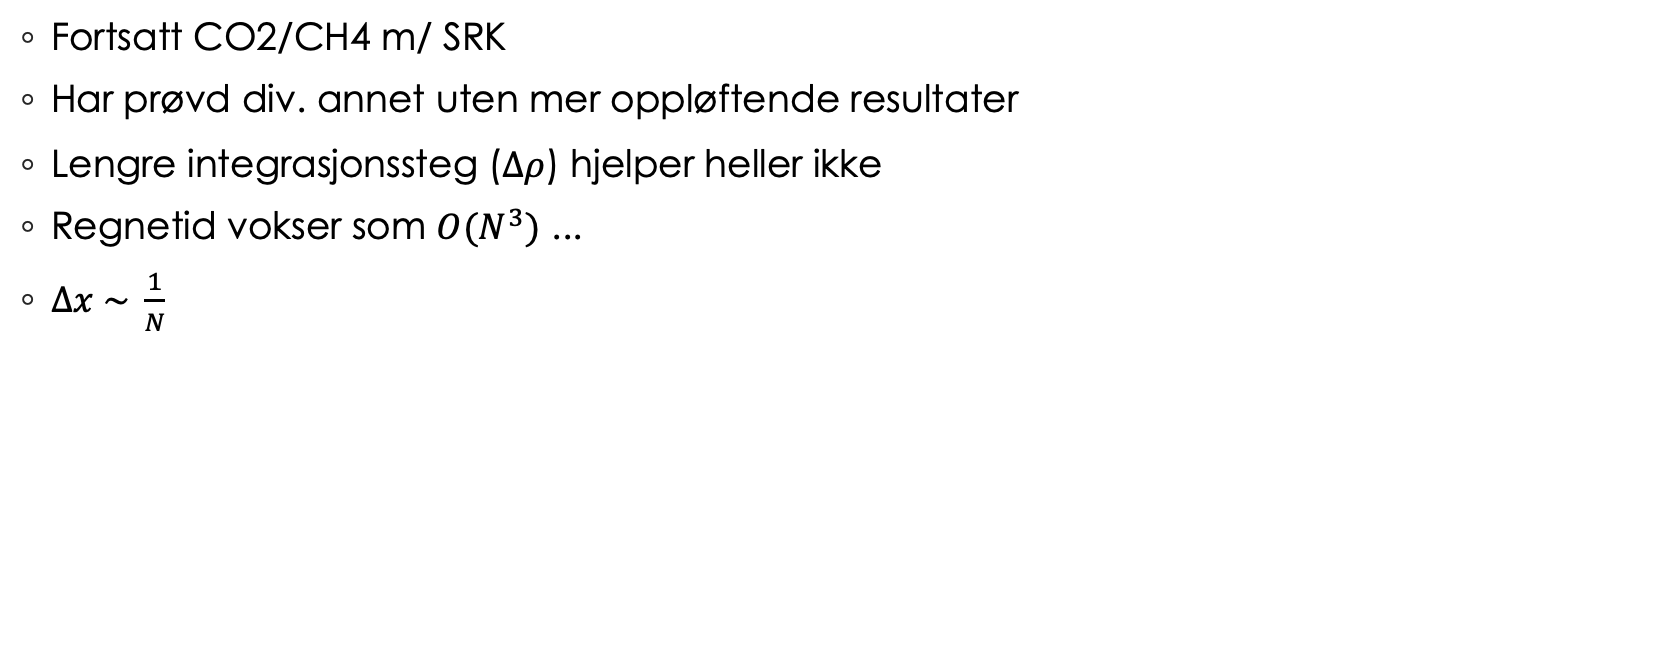 ◦ Fortsatt CO2/CH4 m/ SRK
◦ Har prøvd div. annet uten mer oppløftende resultater
◦ Lengre integrasjonssteg (Δρ) hjelper heller ikke
◦ Regnetid vokser som O(N³) ...
◦ Δx ~ 1/N